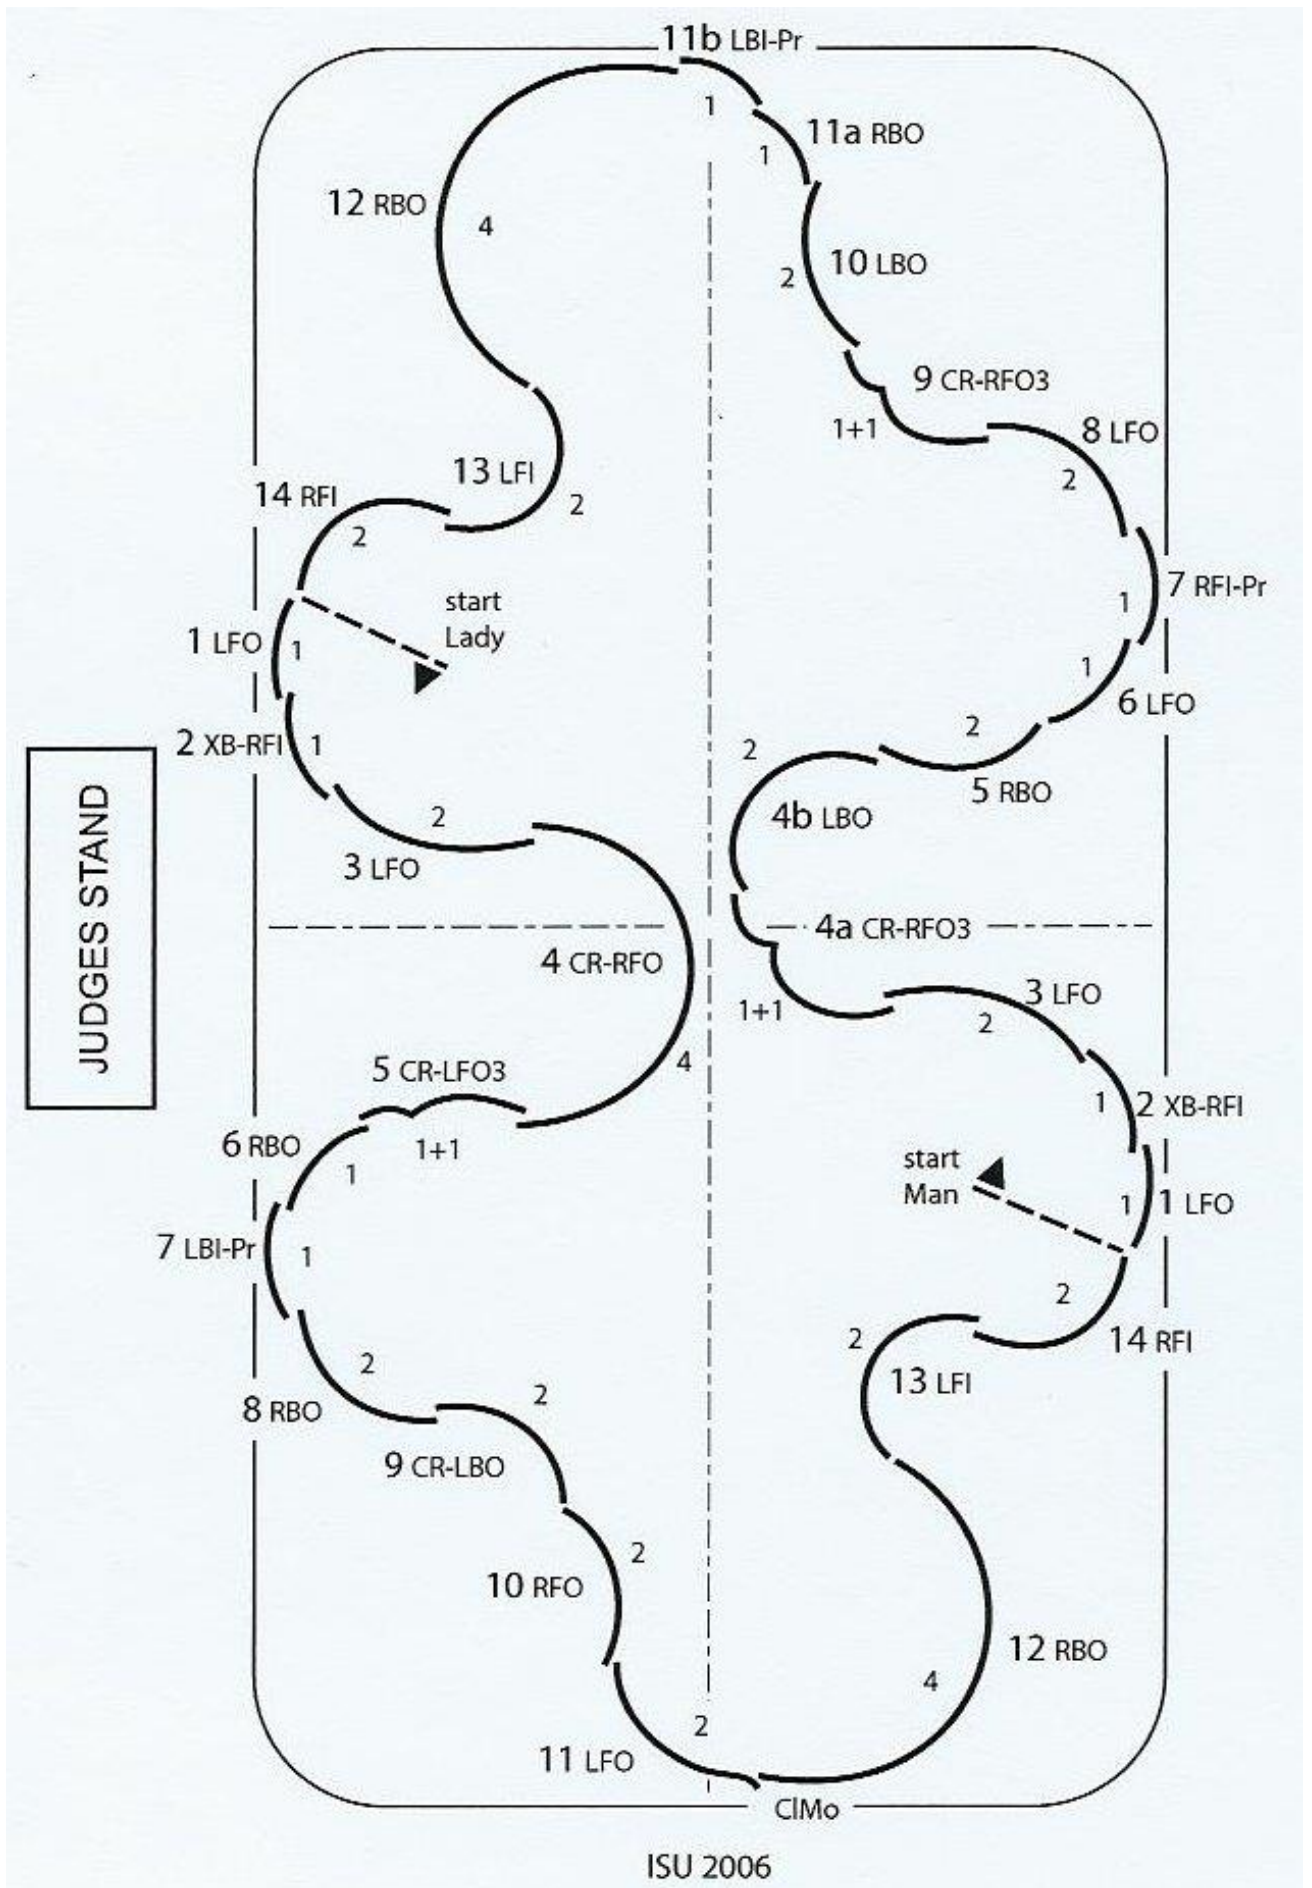 11b LBI-Pr
1
11a RBO
1
12 RBO
4
10 LBO
2
9 CR-RFO3
1+1
8 LFO
2
13 LFI
2
14 RFI
2
7 RFI-Pr
1
start
Lady
1 LFO
1
1
6 LFO
2 XB-RFI
1
2
5 RBO
2
4b LBO
2
3 LFO
JUDGES STAND
4a CR-RFO3
4 CR-RFO
4
3 LFO
2
1+1
5 CR-LFO3
1+1
1
2 XB-RFI
6 RBO
1
start
Man
1
1 LFO
7 LBI-Pr
1
2
14 RFI
2
13 LFI
2
8 RBO
2
9 CR-LBO
2
10 RFO
12 RBO
4
2
11 LFO
ClMo
ISU 2006